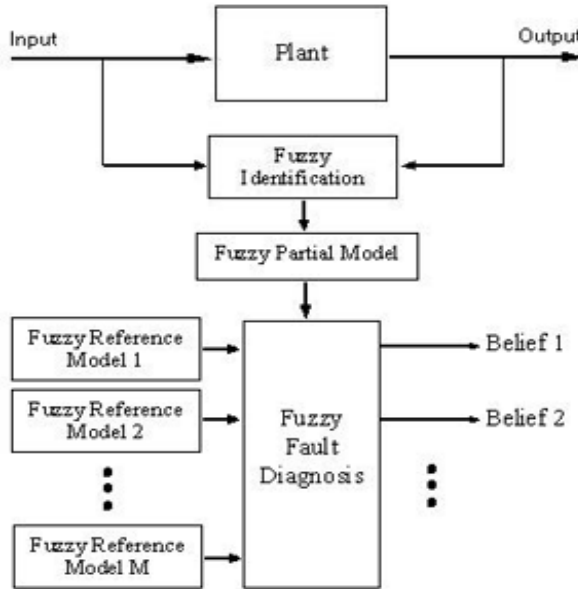 Input
Plant
Output
Fuzzy
Identification
Fuzzy Partial Model
Fuzzy Reference
Model 1
Fuzzy Reference
Model 2
Fuzzy Reference
Model M
Fuzzy
Fault
Diagnosis
Belief 1
Belief 2